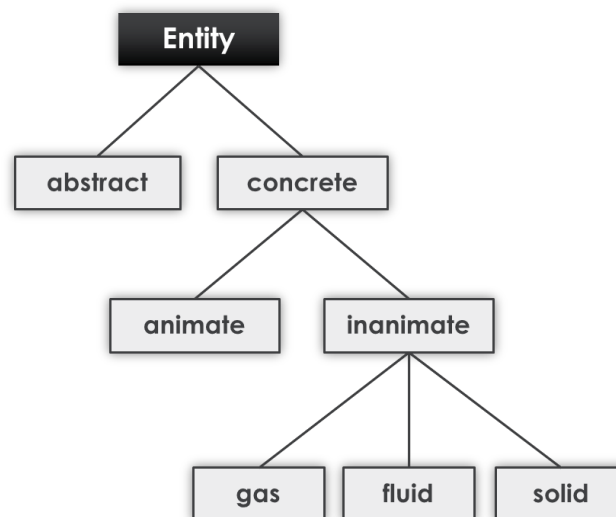 Entity
abstract concrete
animate inanimate
gas fluid solid